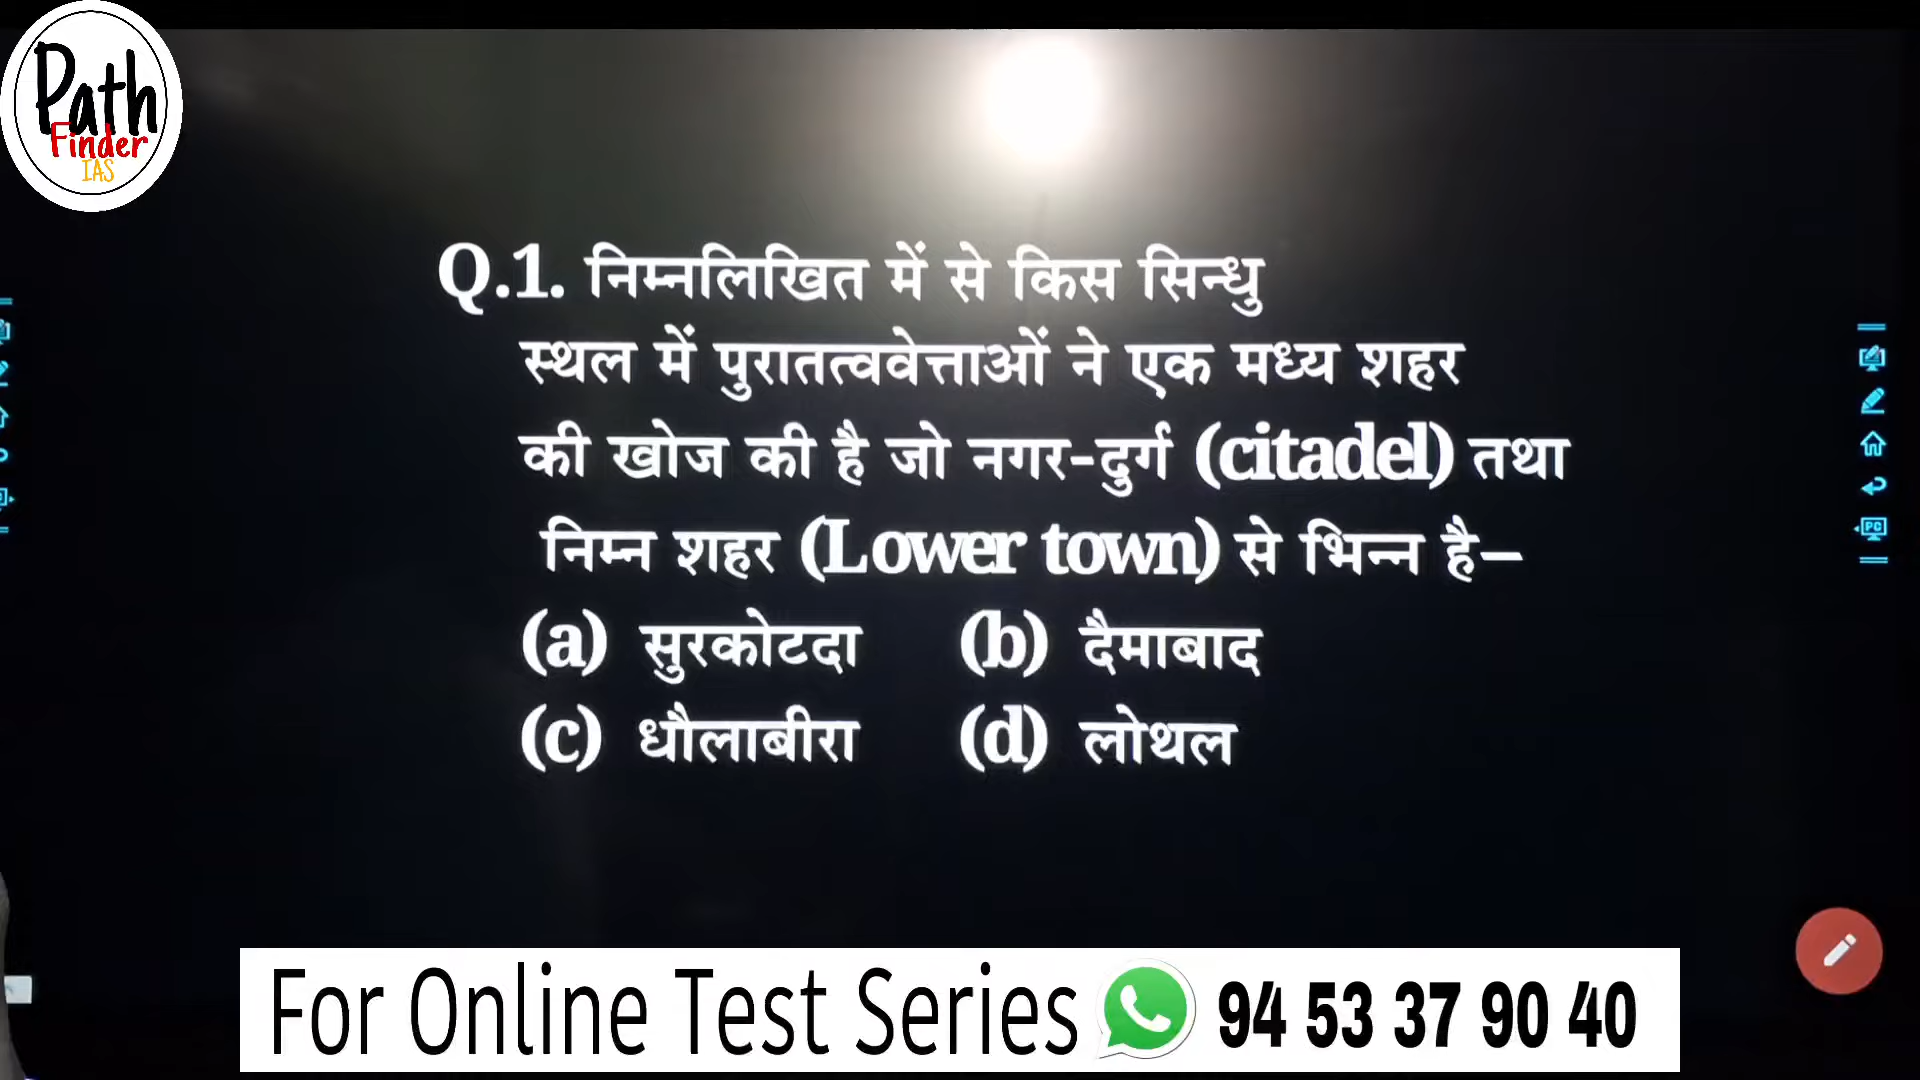 Path
Finder
IAS
Q.1. निम्नलिखित में से किस सिन्धु
स्थल में पुरातत्ववेत्ताओं ने एक मध्य शहर
की खोज की है जो नगर-दुर्ग (citadel) तथा
निम्न शहर (Lower town) से भिन्न है–
(a) सुरकोटदा (b) दैमाबाद
(c) धौलाबीरा (d) लोथल
PC
For Online Test Series 94 53 37 90 40